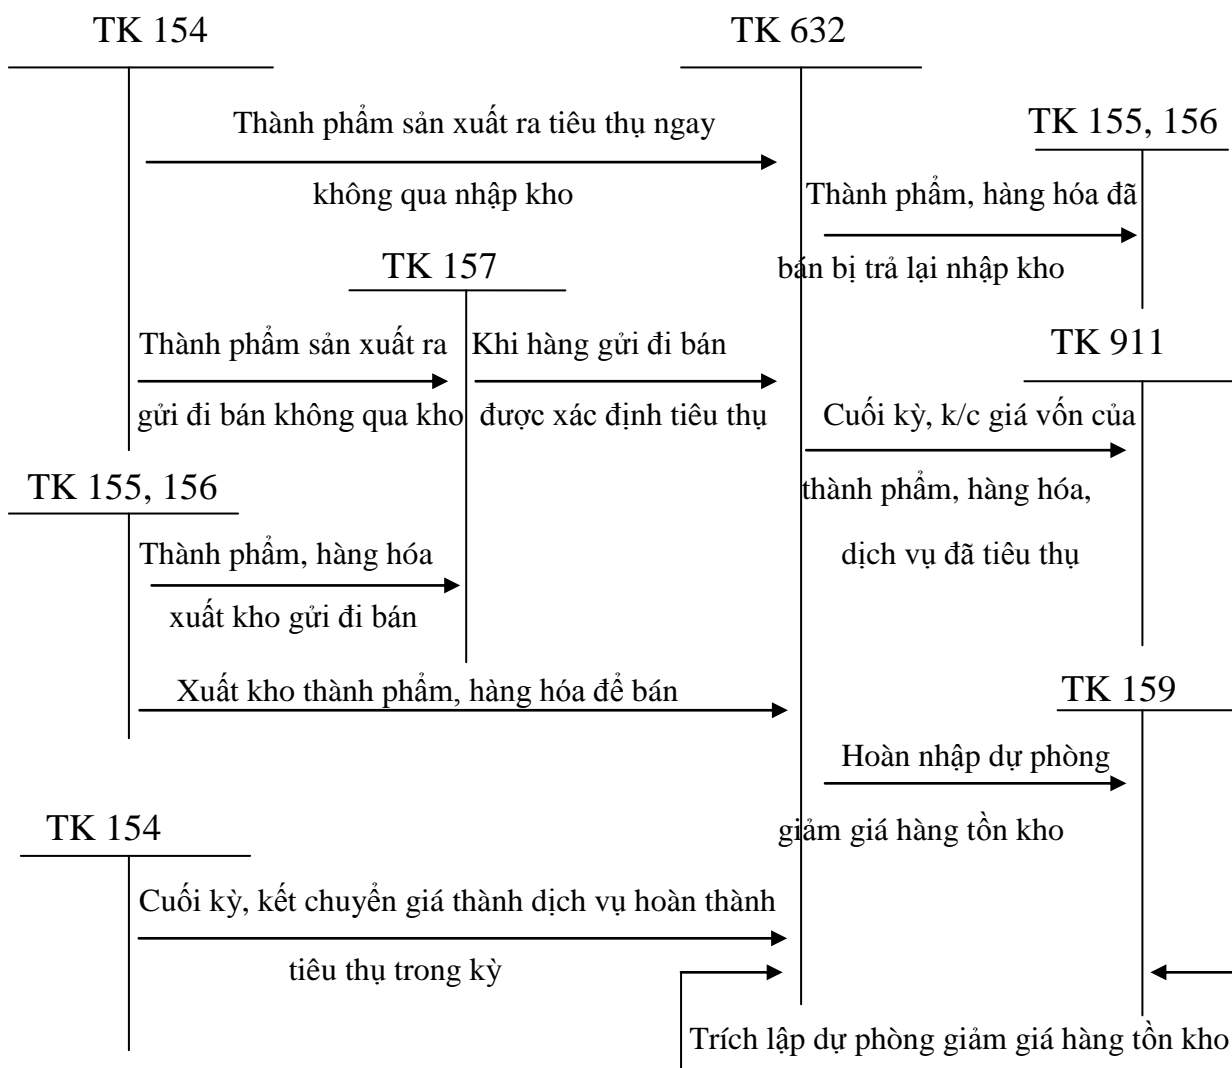 TK 154
TK 632
Thành phẩm sản xuất ra tiêu thụ ngay
không qua nhập kho
TK 155, 156
Thành phẩm, hàng hóa đã
bán bị trả lại nhập kho
TK 157
Thành phẩm sản xuất ra
gửi đi bán không qua kho
Khi hàng gửi đi bán
được xác định tiêu thụ
TK 911
Cuối kỳ, k/c giá vốn của
thành phẩm, hàng hóa,
dịch vụ đã tiêu thụ
TK 155, 156
Thành phẩm, hàng hóa
xuất kho gửi đi bán
Xuất kho thành phẩm, hàng hóa để bán
TK 159
Hoàn nhập dự phòng
giảm giá hàng tồn kho
TK 154
Cuối kỳ, kết chuyển giá thành dịch vụ hoàn thành
tiêu thụ trong kỳ
Trích lập dự phòng giảm giá hàng tồn kho